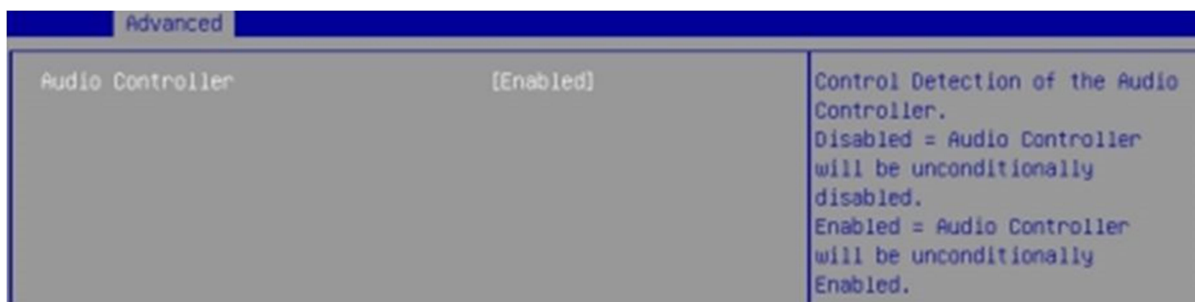 Advanced
Audio Controller [Enabled]
Control Detection of the Audio
Controller.
Disabled = Audio Controller
will be unconditionally
disabled.
Enabled = Audio Controller
will be unconditionally
Enabled.